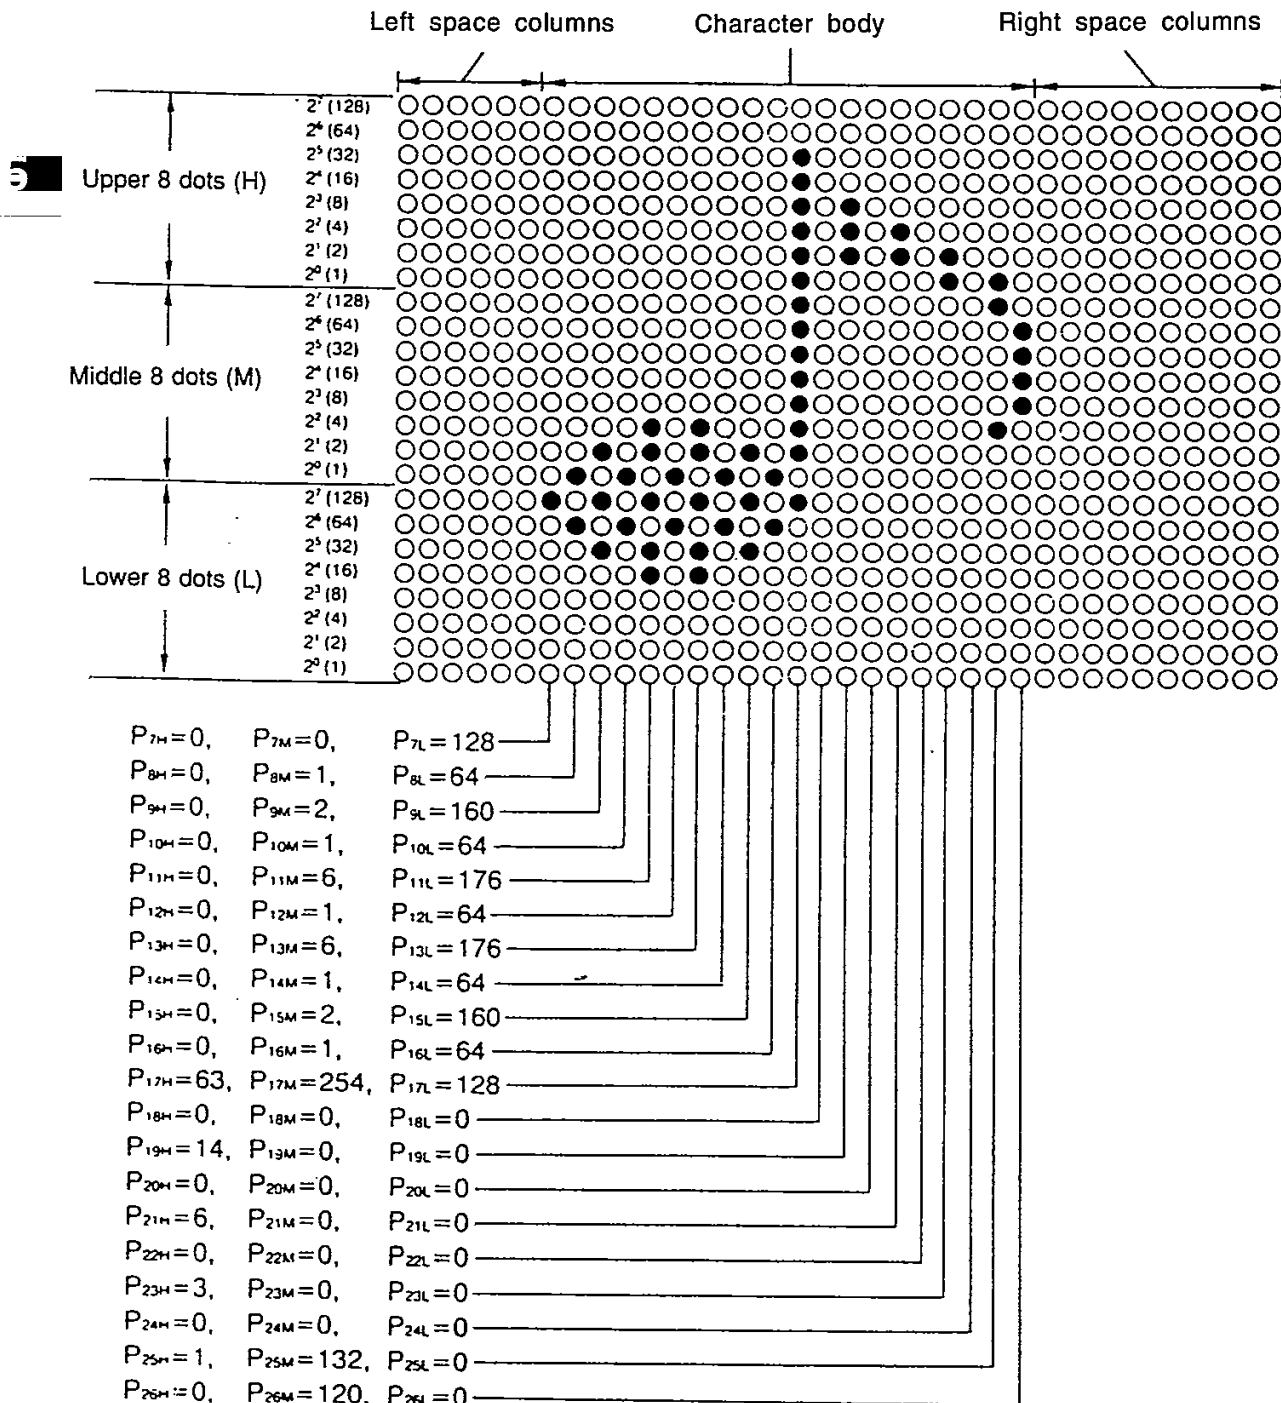 Left space columns Character body Right space columns
2⁷ (128)
2⁶ (64)
2⁵ (32)
5 Upper 8 dots (H) 2⁴ (16)
2³ (8)
2² (4)
2¹ (2)
2⁰ (1)
2⁷ (128)
2⁶ (64)
2⁵ (32)
Middle 8 dots (M) 2⁴ (16)
2³ (8)
2² (4)
2¹ (2)
2⁰ (1)
2⁷ (128)
2⁶ (64)
2⁵ (32)
Lower 8 dots (L) 2⁴ (16)
2³ (8)
2² (4)
2¹ (2)
2⁰ (1)
P7H=0, P7M=0, P7L=128
P8H=0, P8M=1, P8L=64
P9H=0, P9M=2, P9L=160
P10H=0, P10M=1, P10L=64
P11H=0, P11M=6, P11L=176
P12H=0, P12M=1, P12L=64
P13H=0, P13M=6, P13L=176
P14H=0, P14M=1, P14L=64
P15H=0, P15M=2, P15L=160
P16H=0, P16M=1, P16L=64
P17H=63, P17M=254, P17L=128
P18H=0, P18M=0, P18L=0
P19H=14, P19M=0, P19L=0
P20H=0, P20M=0, P20L=0
P21H=6, P21M=0, P21L=0
P22H=0, P22M=0, P22L=0
P23H=3, P23M=0, P23L=0
P24H=0, P24M=0, P24L=0
P25H=1, P25M=132, P25L=0
P26H=0, P26M=120, P26L=0